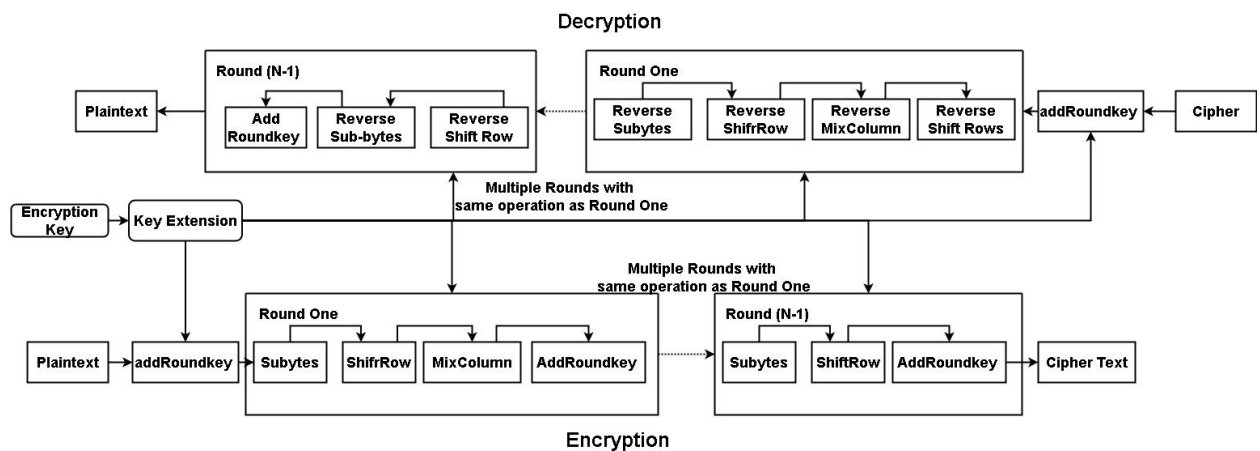 Decryption
Round (N-1)
Round One
Plaintext
Add
Roundkey
Reverse
Sub-bytes
Reverse
Shift Row
Reverse
Subytes
Reverse
ShifrRow
Reverse
MixColumn
Reverse
Shift Rows
addRoundkey
Cipher
Multiple Rounds with
same operation as Round One
Encryption
Key
Key Extension
Multiple Rounds with
same operation as Round One
Round One
Round (N-1)
Plaintext
addRoundkey
Subytes
ShifrRow
MixColumn
AddRoundkey
Subytes
ShiftRow
AddRoundkey
Cipher Text
Encryption